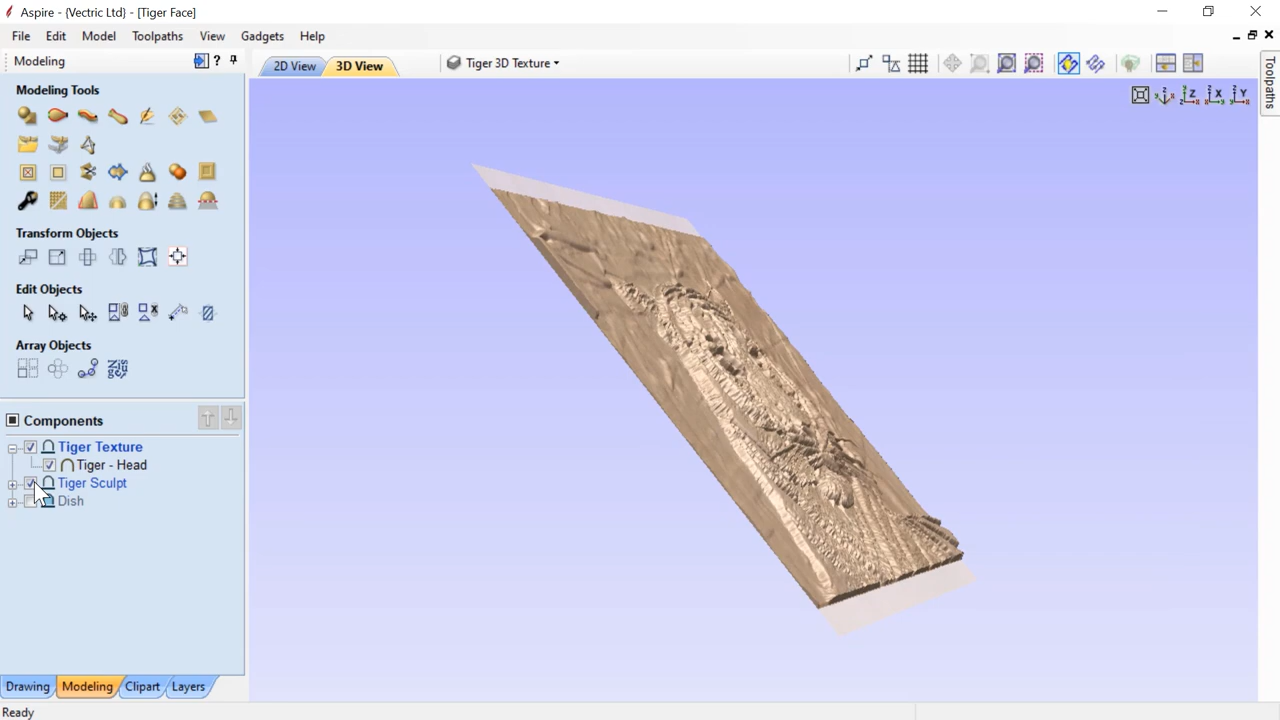 Aspire - {Vectric Ltd} - [Tiger Face]
File Edit Model Toolpaths View Gadgets Help
Modeling
2D View 3D View Tiger 3D Texture
Toolpaths
Modeling Tools
Z X Y
Transform Objects
Edit Objects
Array Objects
Components
Tiger Texture
Tiger - Head
Tiger Sculpt
Dish
Drawing Modeling Clipart Layers
Ready